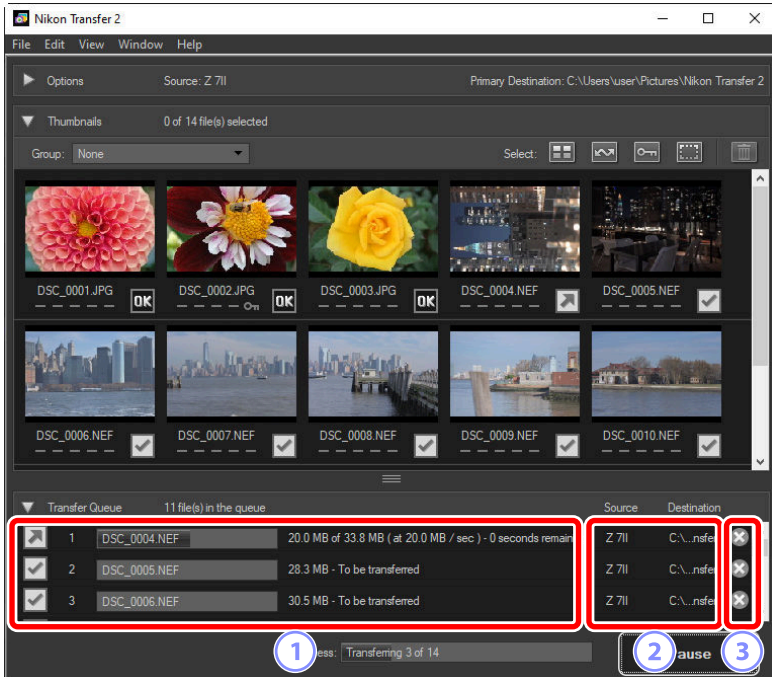 Nikon Transfer 2
File Edit View Window Help
Options Source: Z 7II Primary Destination: C:\Users\user\Pictures\Nikon Transfer 2
Thumbnails 0 of 14 file(s) selected
Group: None Select:
DSC_0001.JPG OK DSC_0002.JPG OK DSC_0003.JPG OK DSC_0004.NEF DSC_0005.NEF
DSC_0006.NEF DSC_0007.NEF DSC_0008.NEF DSC_0009.NEF DSC_0010.NEF
Transfer Queue 11 file(s) in the queue Source Destination
1 DSC_0004.NEF 20.0 MB of 33.8 MB ( at 20.0 MB / sec ) - 0 seconds remain Z 7II C:\...nsfer
2 DSC_0005.NEF 28.3 MB - To be transferred Z 7II C:\...nsfer
3 DSC_0006.NEF 30.5 MB - To be transferred Z 7II C:\...nsfer
1 ess: Transferring 3 of 14 2 ause 3